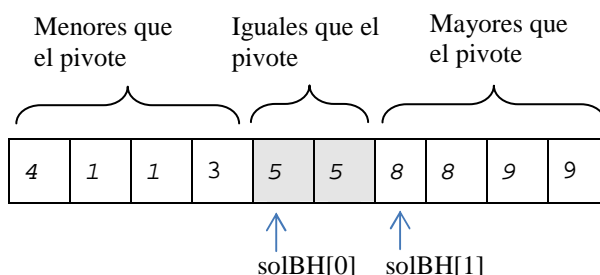 Menores que el pivote
Iguales que el pivote
Mayores que el pivote
4 1 1 3 5 5 8 8 9 9
solBH[0] solBH[1]